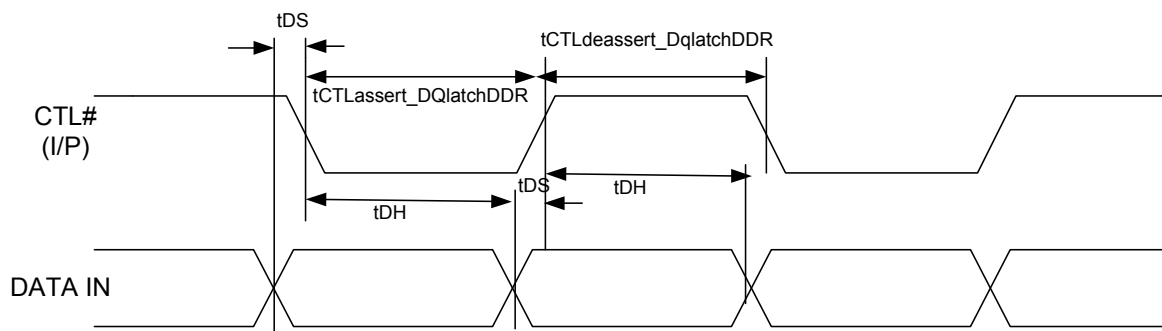 tDS
tCTLdeassert_DqlatchDDR
tCTLassert_DQlatchDDR
CTL#
(I/P)
tDS
tDH
tDH
DATA IN